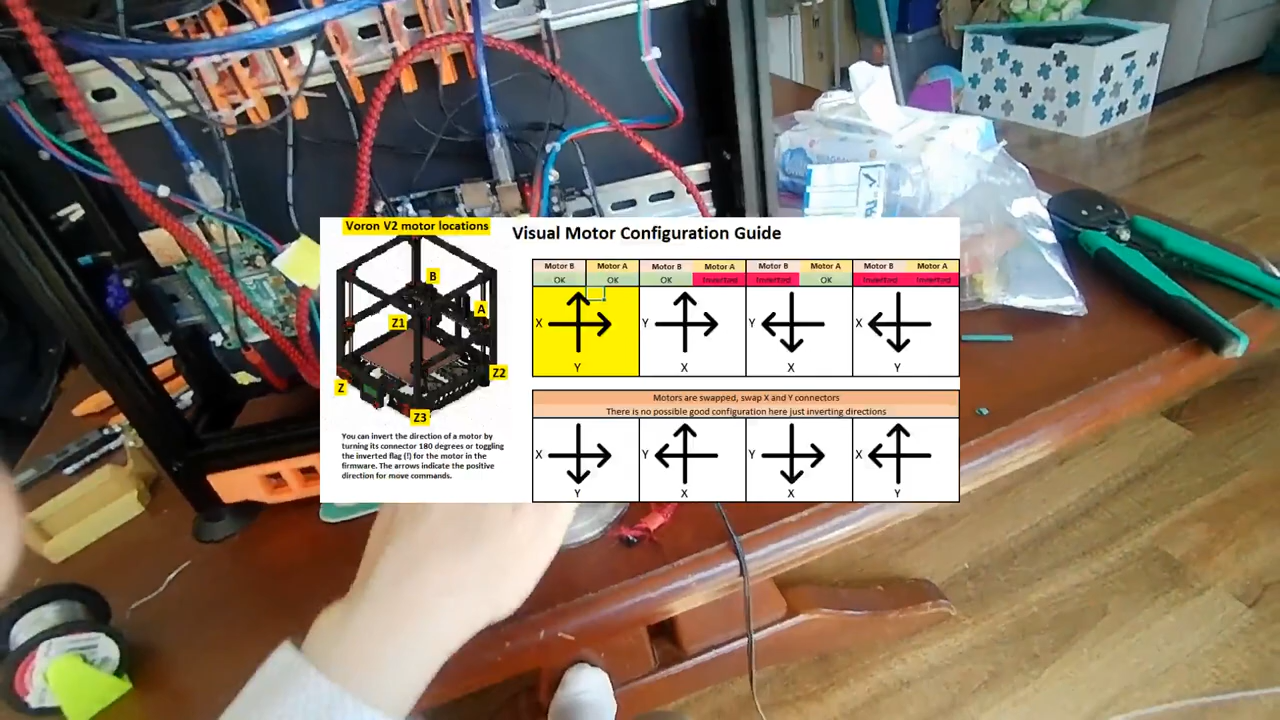 Voron V2 motor locations
Visual Motor Configuration Guide
B
A
Z1
Z2
Z
Z3
You can invert the direction of a motor by
turning its connector 180 degrees or toggling
the inverted flag (!) for the motor in the
firmware. The arrows indicate the positive
direction for move commands.
Motor B Motor A Motor B Motor A Motor B Motor A Motor B Motor A
OK OK OK Inverted Inverted OK Inverted Inverted
X Y Y X
Y X X Y
Motors are swapped, swap X and Y connectors
There is no possible good configuration here just inverting directions
X Y Y X
Y X X Y